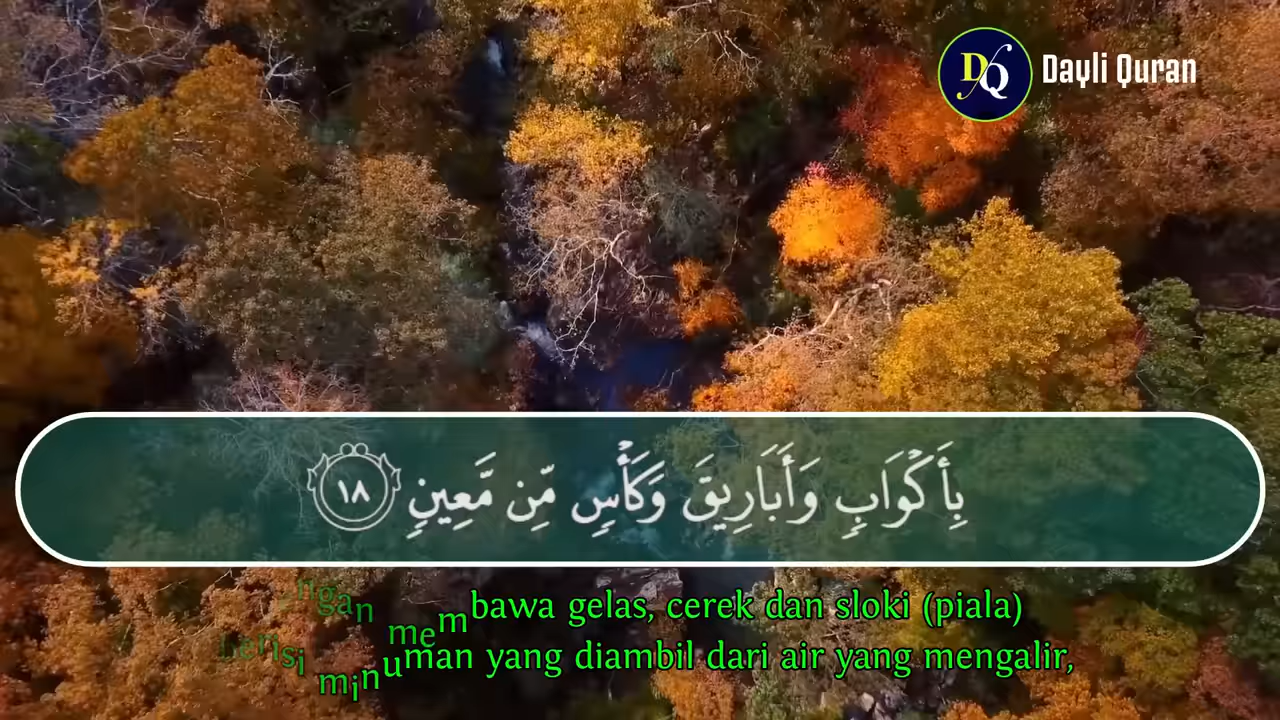 Dayli Quran
بِأَكْوَابٍ وَأَبَارِيقَ وَكَأْسٍ مِّن مَّعِينٍ ١٨
membawa gelas, cerek dan sloki (piala)
berisi minuman yang diambil dari air yang mengalir,